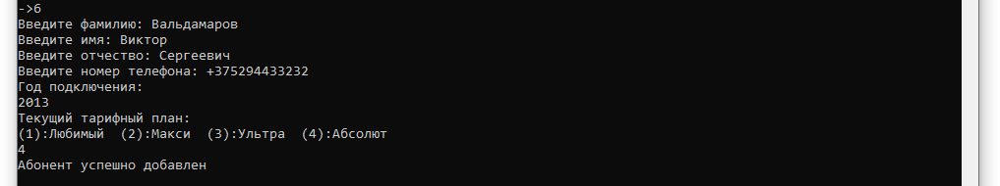 ->6
Введите фамилию: Вальдамаров
Введите имя: Виктор
Введите отчество: Сергеевич
Введите номер телефона: +375294433232
Год подключения:
2013
Текущий тарифный план:
(1):Любимый  (2):Макси  (3):Ультра  (4):Абсолют
4
Абонент успешно добавлен